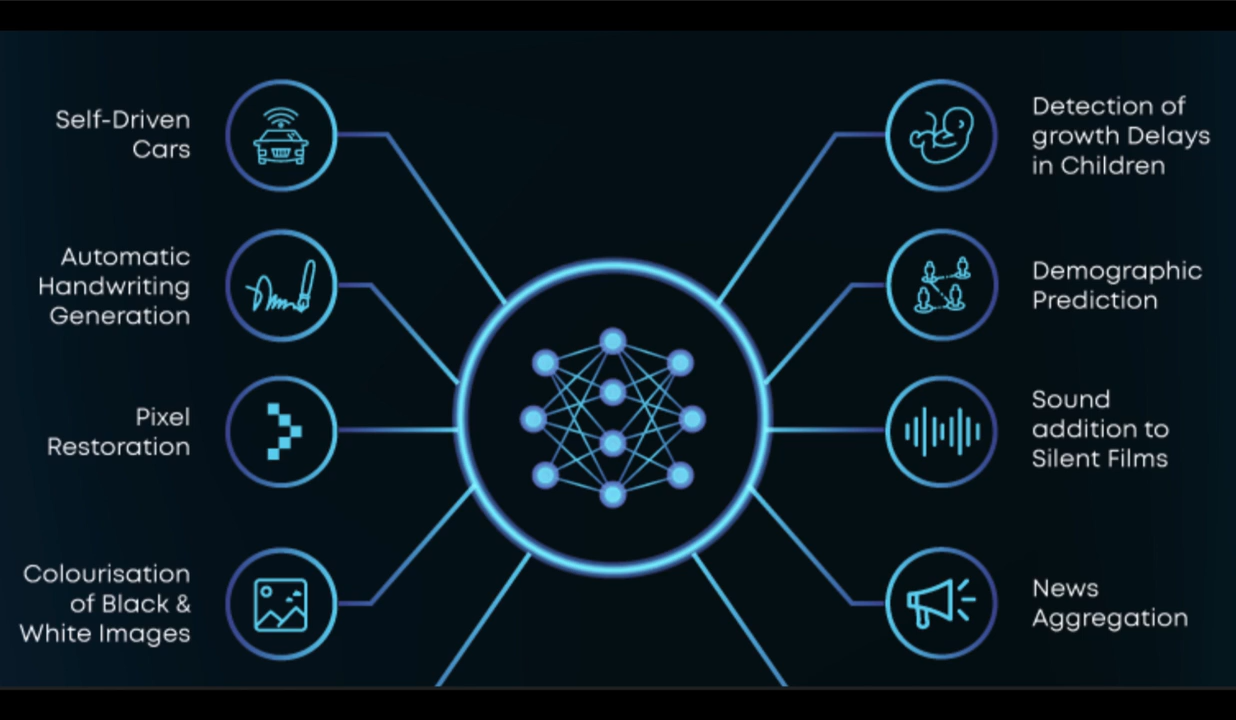 Self-Driven
Cars
Automatic
Handwriting
Generation
Pixel
Restoration
Colourisation
of Black &
White Images
Detection of
growth Delays
in Children
Demographic
Prediction
Sound
addition to
Silent Films
News
Aggregation